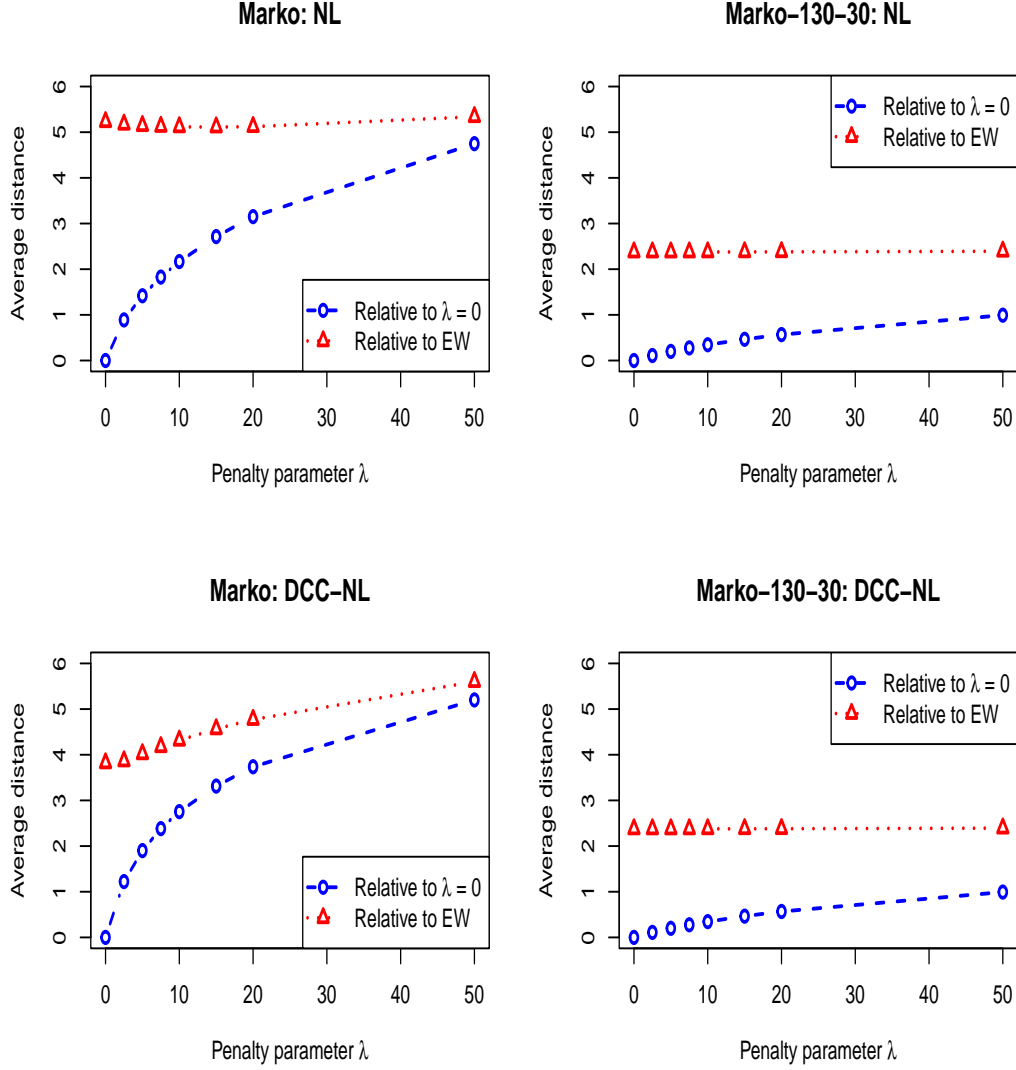 Marko: NL
Average distance
0 1 2 3 4 5 6
0 10 20 30 40 50
Penalty parameter λ
Relative to λ = 0
Relative to EW
Marko−130−30: NL
Average distance
0 1 2 3 4 5 6
0 10 20 30 40 50
Penalty parameter λ
Relative to λ = 0
Relative to EW
Marko: DCC−NL
Average distance
0 1 2 3 4 5 6
0 10 20 30 40 50
Penalty parameter λ
Relative to λ = 0
Relative to EW
Marko−130−30: DCC−NL
Average distance
0 1 2 3 4 5 6
0 10 20 30 40 50
Penalty parameter λ
Relative to λ = 0
Relative to EW